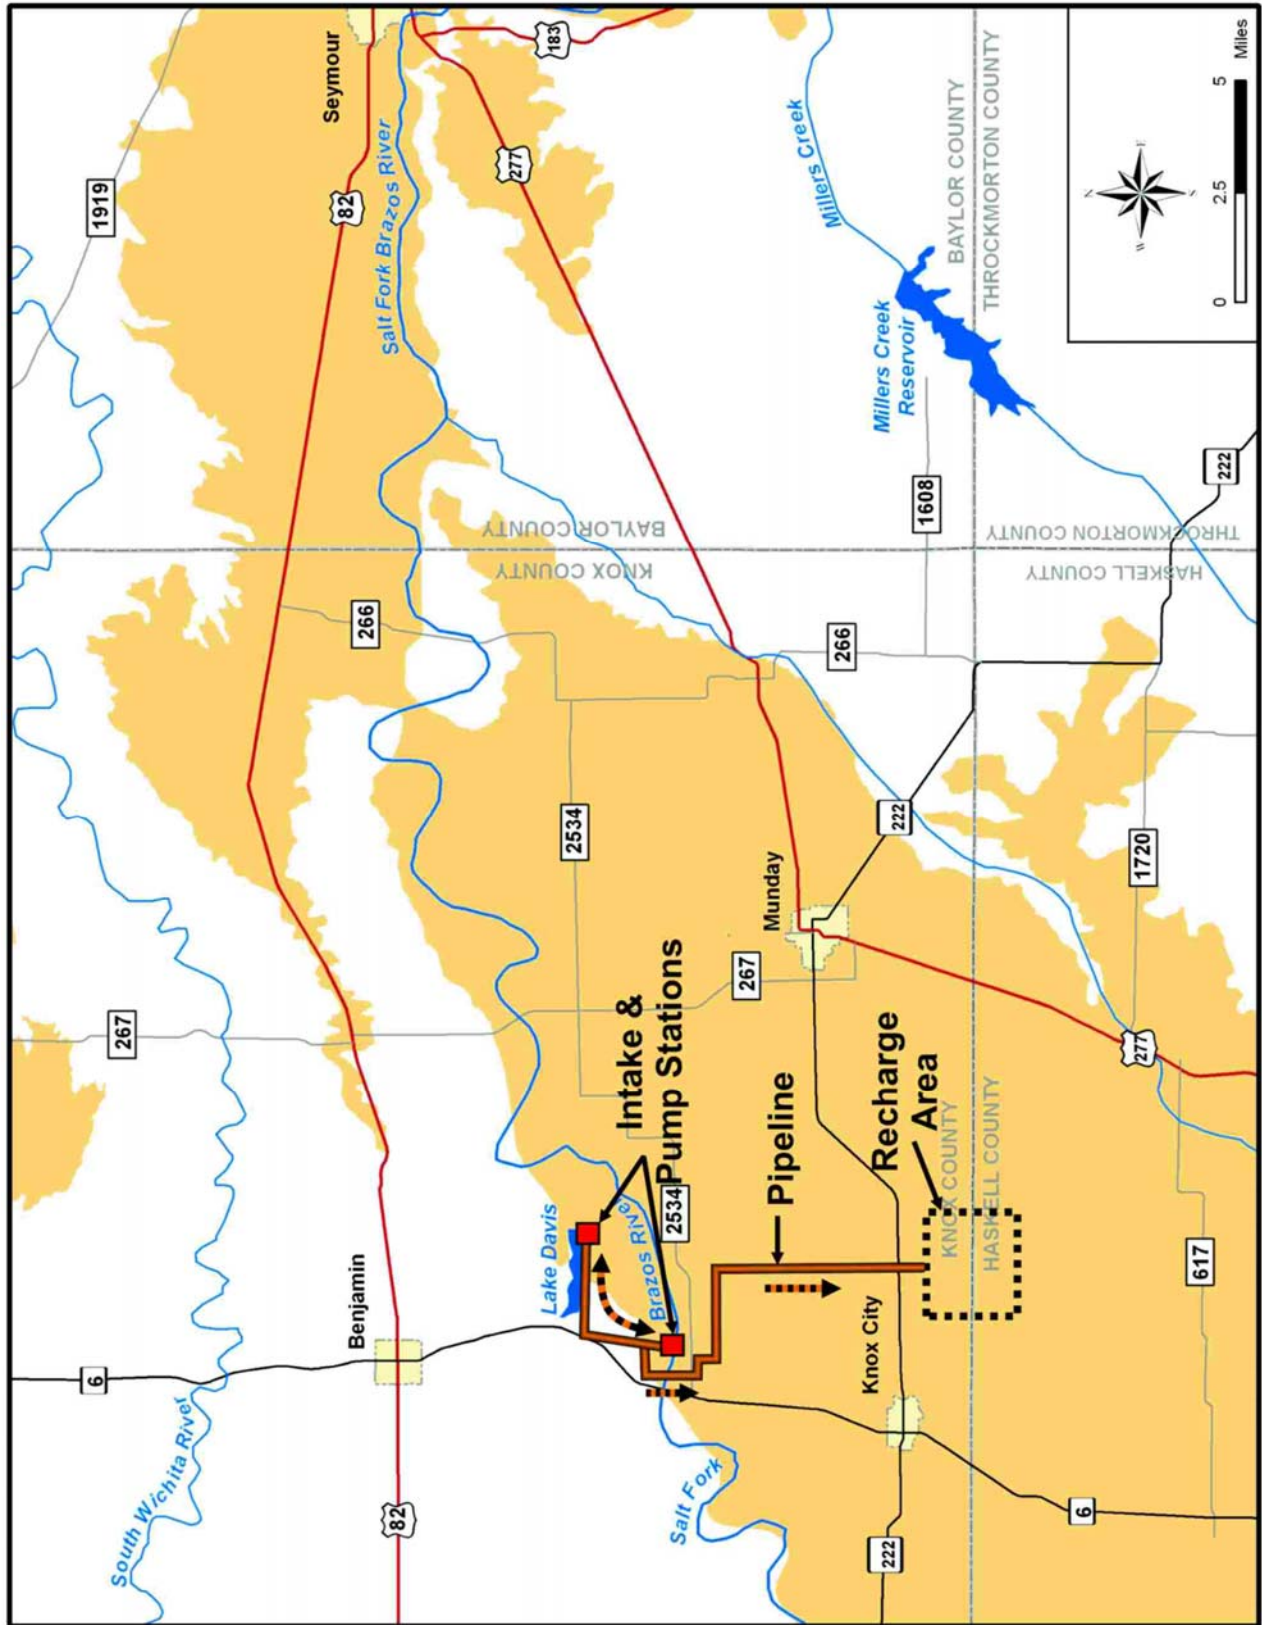 1919
6
267
South Wichita River
Seymour
82
82
183
Benjamin
266
Salt Fork Brazos River
277
2534
Lake Davis
KNOX COUNTY
BAYLOR COUNTY
Intake &
Pump Stations
Brazos River
2534
Salt Fork
267
Pipeline
Munday
266
Millers Creek
Knox City
222
222
Recharge
Area
1608
Millers Creek
Reservoir
KNOX COUNTY
HASKELL COUNTY
BAYLOR COUNTY
THROCKMORTON COUNTY
HASKELL COUNTY
THROCKMORTON COUNTY
6
277
1720
617
222
N
W
E
S
0
2.5
5
Miles